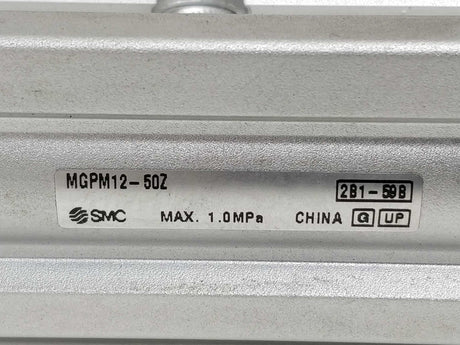 MGPM12-50Z 2B1-59B
SMC MAX. 1.0MPa CHINA G UP